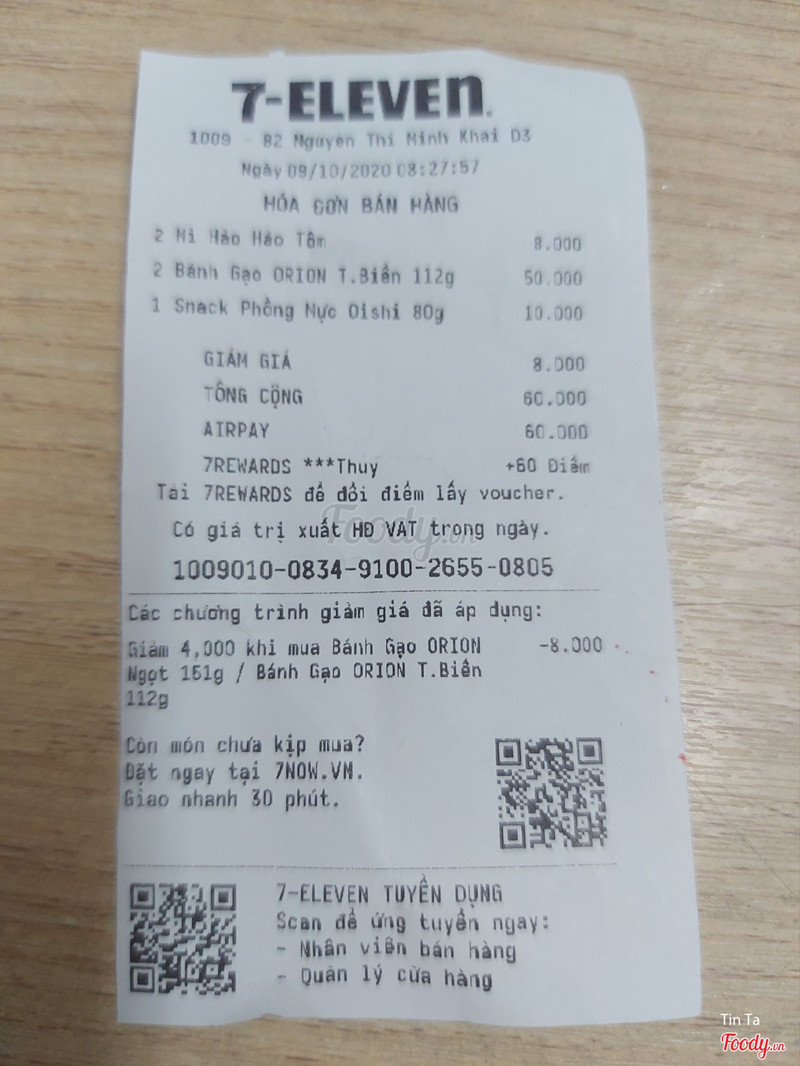 7-ELEVEN.
1009 - 82 Nguyen Thi Minh Khai D3
Ngày 09/10/2020 08:27:57
HÓA ĐƠN BÁN HÀNG
2 Mì Hảo Hảo Tôm 8.000
2 Bánh Gạo ORION T.Biển 112g 50.000
1 Snack Phồng Mực Oishi 80g 10.000
GIẢM GIÁ 8.000
TỔNG CỘNG 60.000
AIRPAY 60.000
7REWARDS ***Thuy +60 Điểm
Tải 7REWARDS để đổi điểm lấy voucher.
Có giá trị xuất HĐ VAT trong ngày.
1009010-0834-9100-2655-0805
Các chương trình giảm giá đã áp dụng:
Giảm 4,000 khi mua Bánh Gạo ORION -8.000
Ngọt 151g / Bánh Gạo ORION T.Biển
112g
Còn món chưa kịp mua?
Đặt ngay tại 7NOW.VN.
Giao nhanh 30 phút.
7-ELEVEN TUYỂN DỤNG
Scan để ứng tuyển ngay:
- Nhân viên bán hàng
- Quản lý cửa hàng
Foody.vn
Tin Ta
Foody.vn